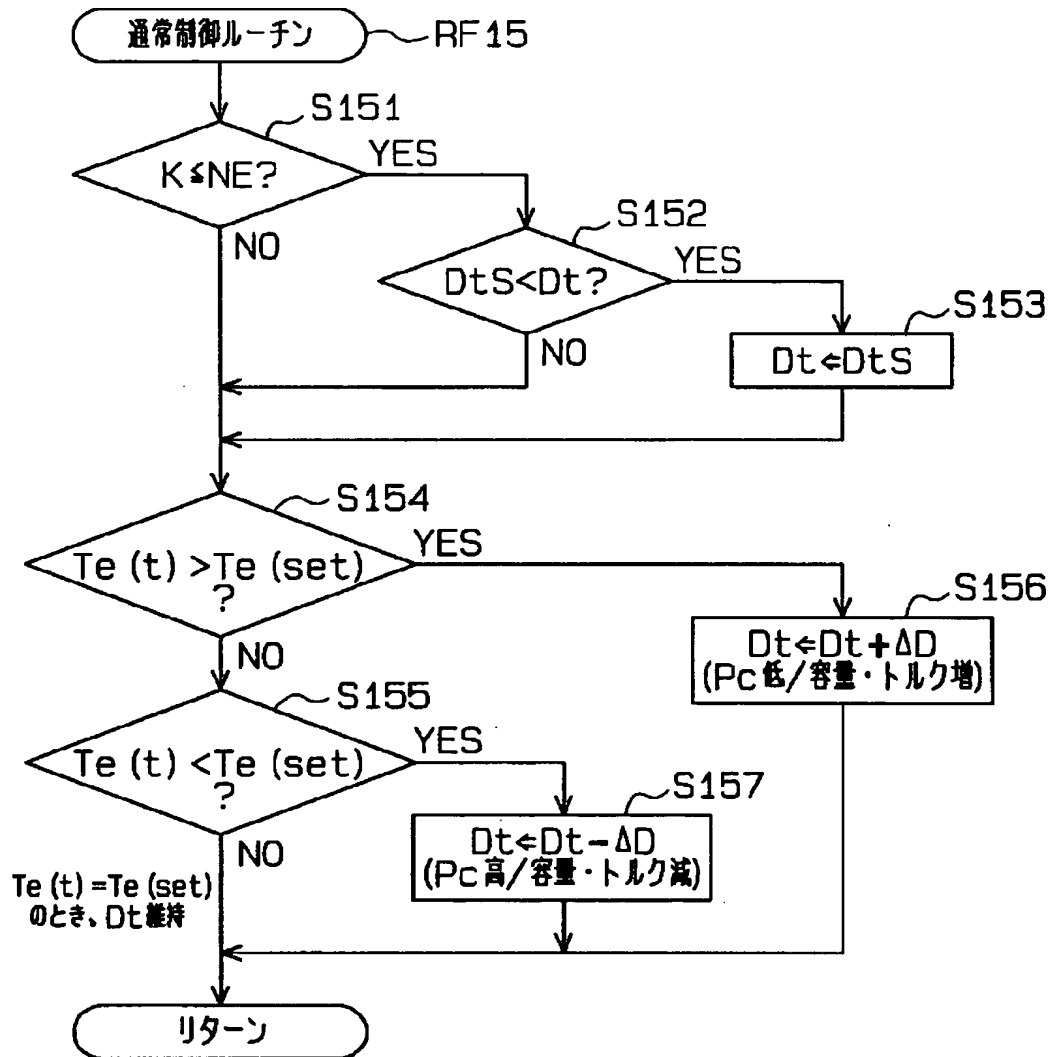 通常制御ルーチン
RF15
S151
K≦NE?
YES
NO
S152
DtS<Dt?
YES
NO
S153
Dt⇐DtS
S154
Te(t)>Te(set)
?
YES
NO
S156
Dt⇐Dt+ΔD
(Pc低/容量・トルク増)
S155
Te(t)<Te(set)
?
YES
NO
S157
Dt⇐Dt-ΔD
(Pc高/容量・トルク減)
Te(t)=Te(set)
のとき、Dt維持
リターン